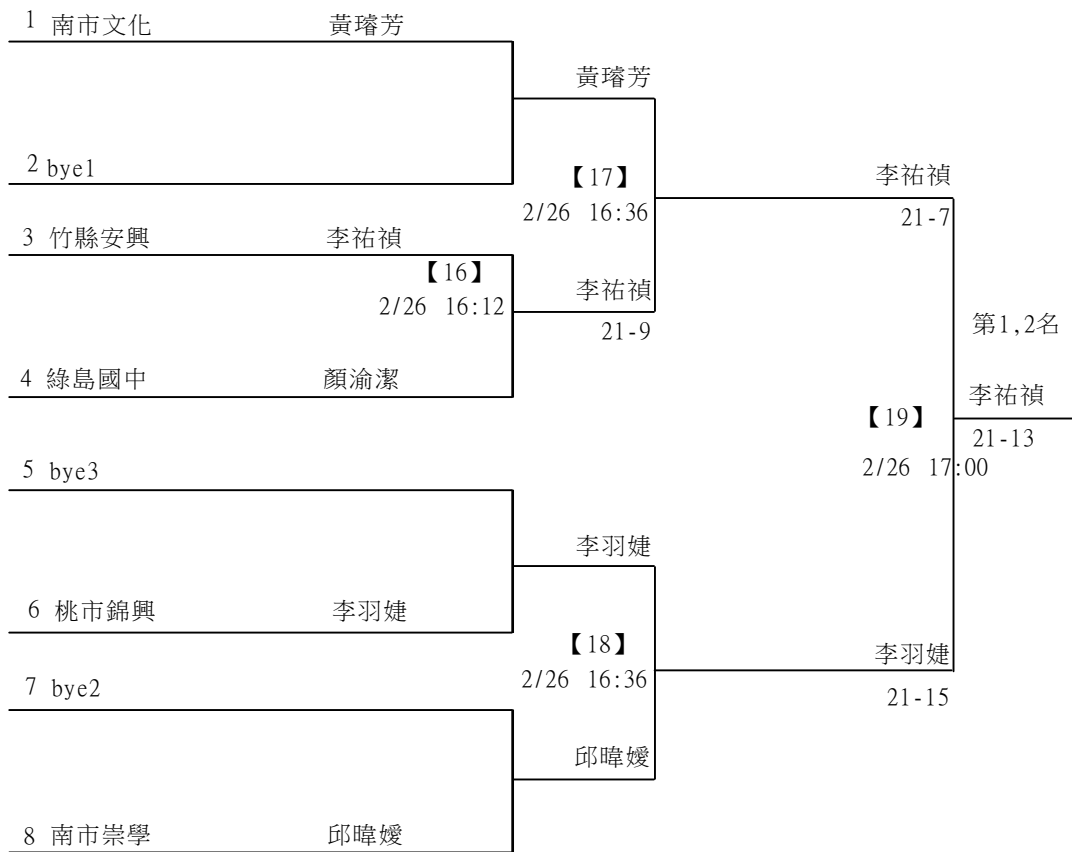 1 南市文化 黃璿芳
黃璿芳
2 bye1
【17】
2/26 16:36
李祐禎
21-7
3 竹縣安興 李祐禎
【16】
2/26 16:12
李祐禎
21-9
4 綠島國中 顏渝潔
第1,2名
李祐禎
21-13
【19】
2/26 17:00
5 bye3
李羽婕
6 桃市錦興 李羽婕
【18】
2/26 16:36
李羽婕
21-15
7 bye2
邱暐嫒
8 南市崇學 邱暐嫒